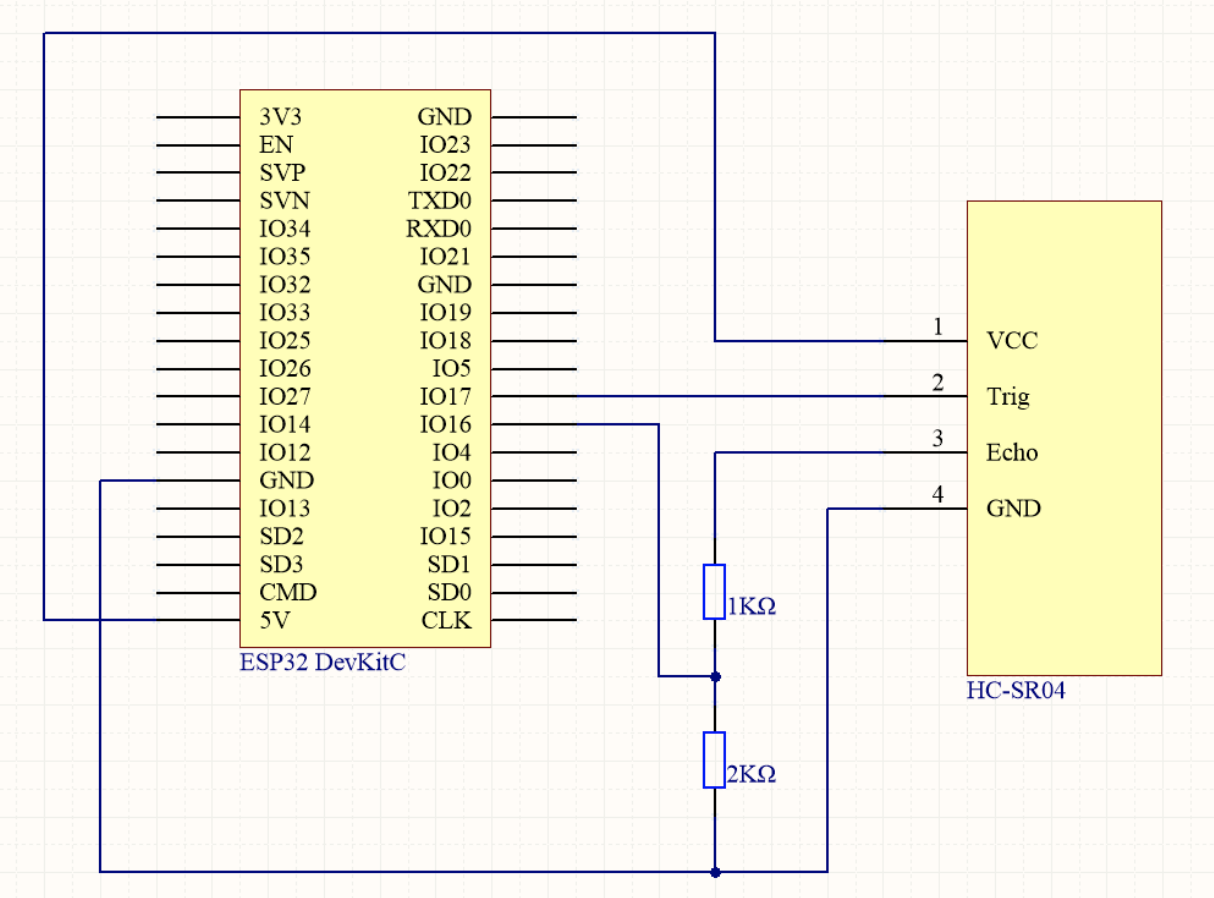 3V3 GND
EN IO23
SVP IO22
SVN TXD0
IO34 RXD0
IO35 IO21
IO32 GND
IO33 IO19
IO25 IO18
IO26 IO5
IO27 IO17
IO14 IO16
IO12 IO4
GND IO0
IO13 IO2
SD2 IO15
SD3 SD1
CMD SD0
5V CLK
ESP32 DevKitC
1 VCC
2 Trig
3 Echo
4 GND
HC-SR04
1KΩ
2KΩ